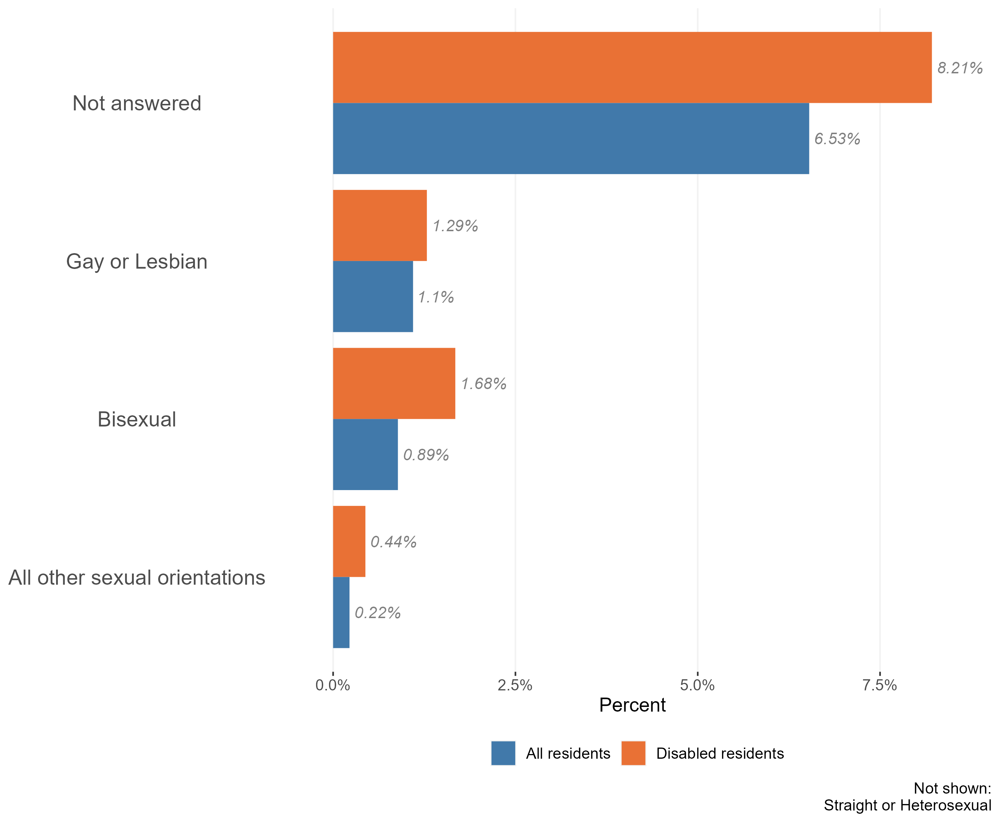 8.21%
Not answered
6.53%
1.29%
Gay or Lesbian
1.1%
1.68%
Bisexual
0.89%
0.44%
All other sexual orientations
0.22%
0.0% 2.5% 5.0% 7.5%
Percent
All residents Disabled residents
Not shown:
Straight or Heterosexual